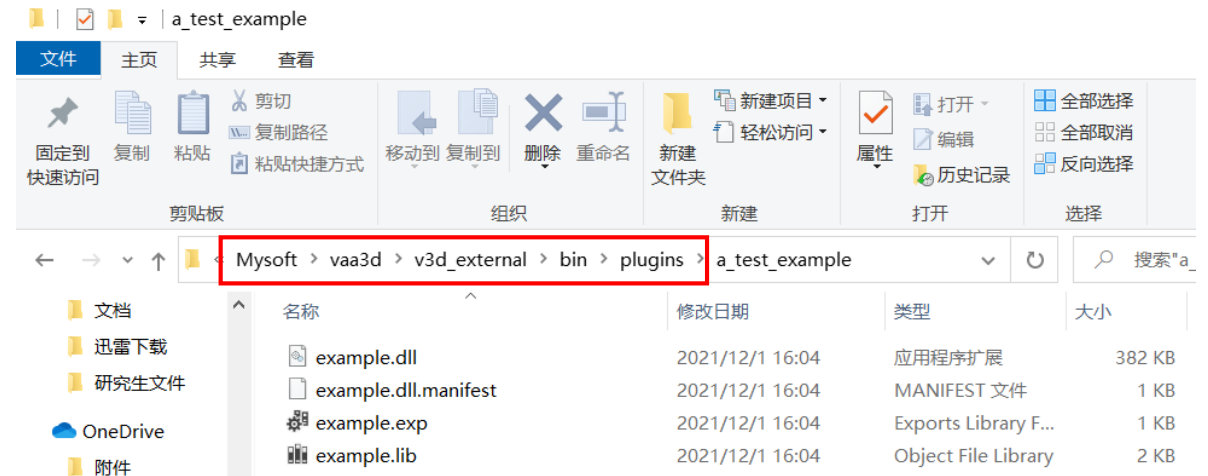 a_test_example
文件 主页 共享 查看
固定到快速访问
复制
粘贴
剪切
复制路径
粘贴快捷方式
剪贴板
移动到
复制到
删除
重命名
组织
新建文件夹
新建项目
轻松访问
新建
属性
打开
编辑
历史记录
打开
全部选择
全部取消
反向选择
选择
« Mysoft > vaa3d > v3d_external > bin > plugins > a_test_example
搜索"a_
文档
迅雷下载
研究生文件
OneDrive
附件
名称 修改日期 类型 大小
example.dll 2021/12/1 16:04 应用程序扩展 382 KB
example.dll.manifest 2021/12/1 16:04 MANIFEST 文件 1 KB
example.exp 2021/12/1 16:04 Exports Library F... 1 KB
example.lib 2021/12/1 16:04 Object File Library 2 KB